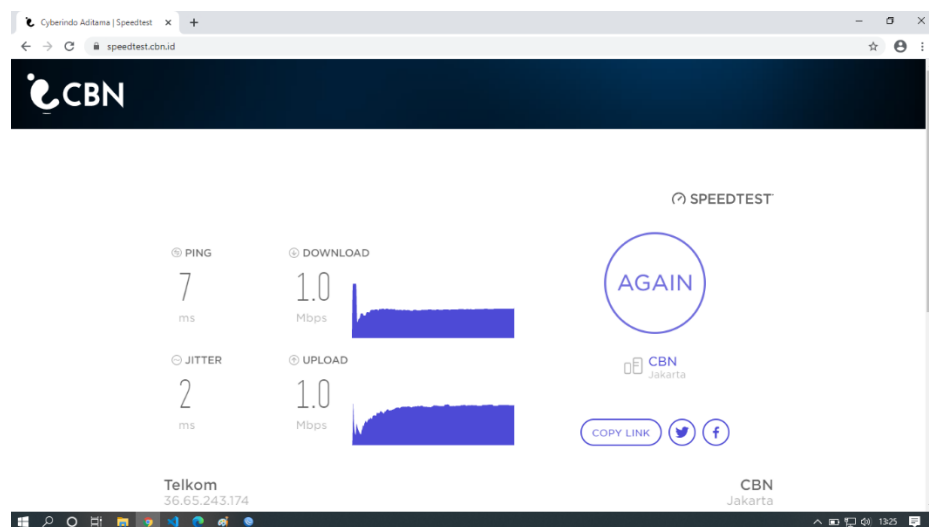 Cyberindo Aditama | Speedtest
speedtest.cbn.id
CBN
SPEEDTEST
PING
7
ms
DOWNLOAD
1.0
Mbps
AGAIN
JITTER
2
ms
UPLOAD
1.0
Mbps
CBN
Jakarta
COPY LINK
Telkom
36.65.243.174
CBN
Jakarta
13:25